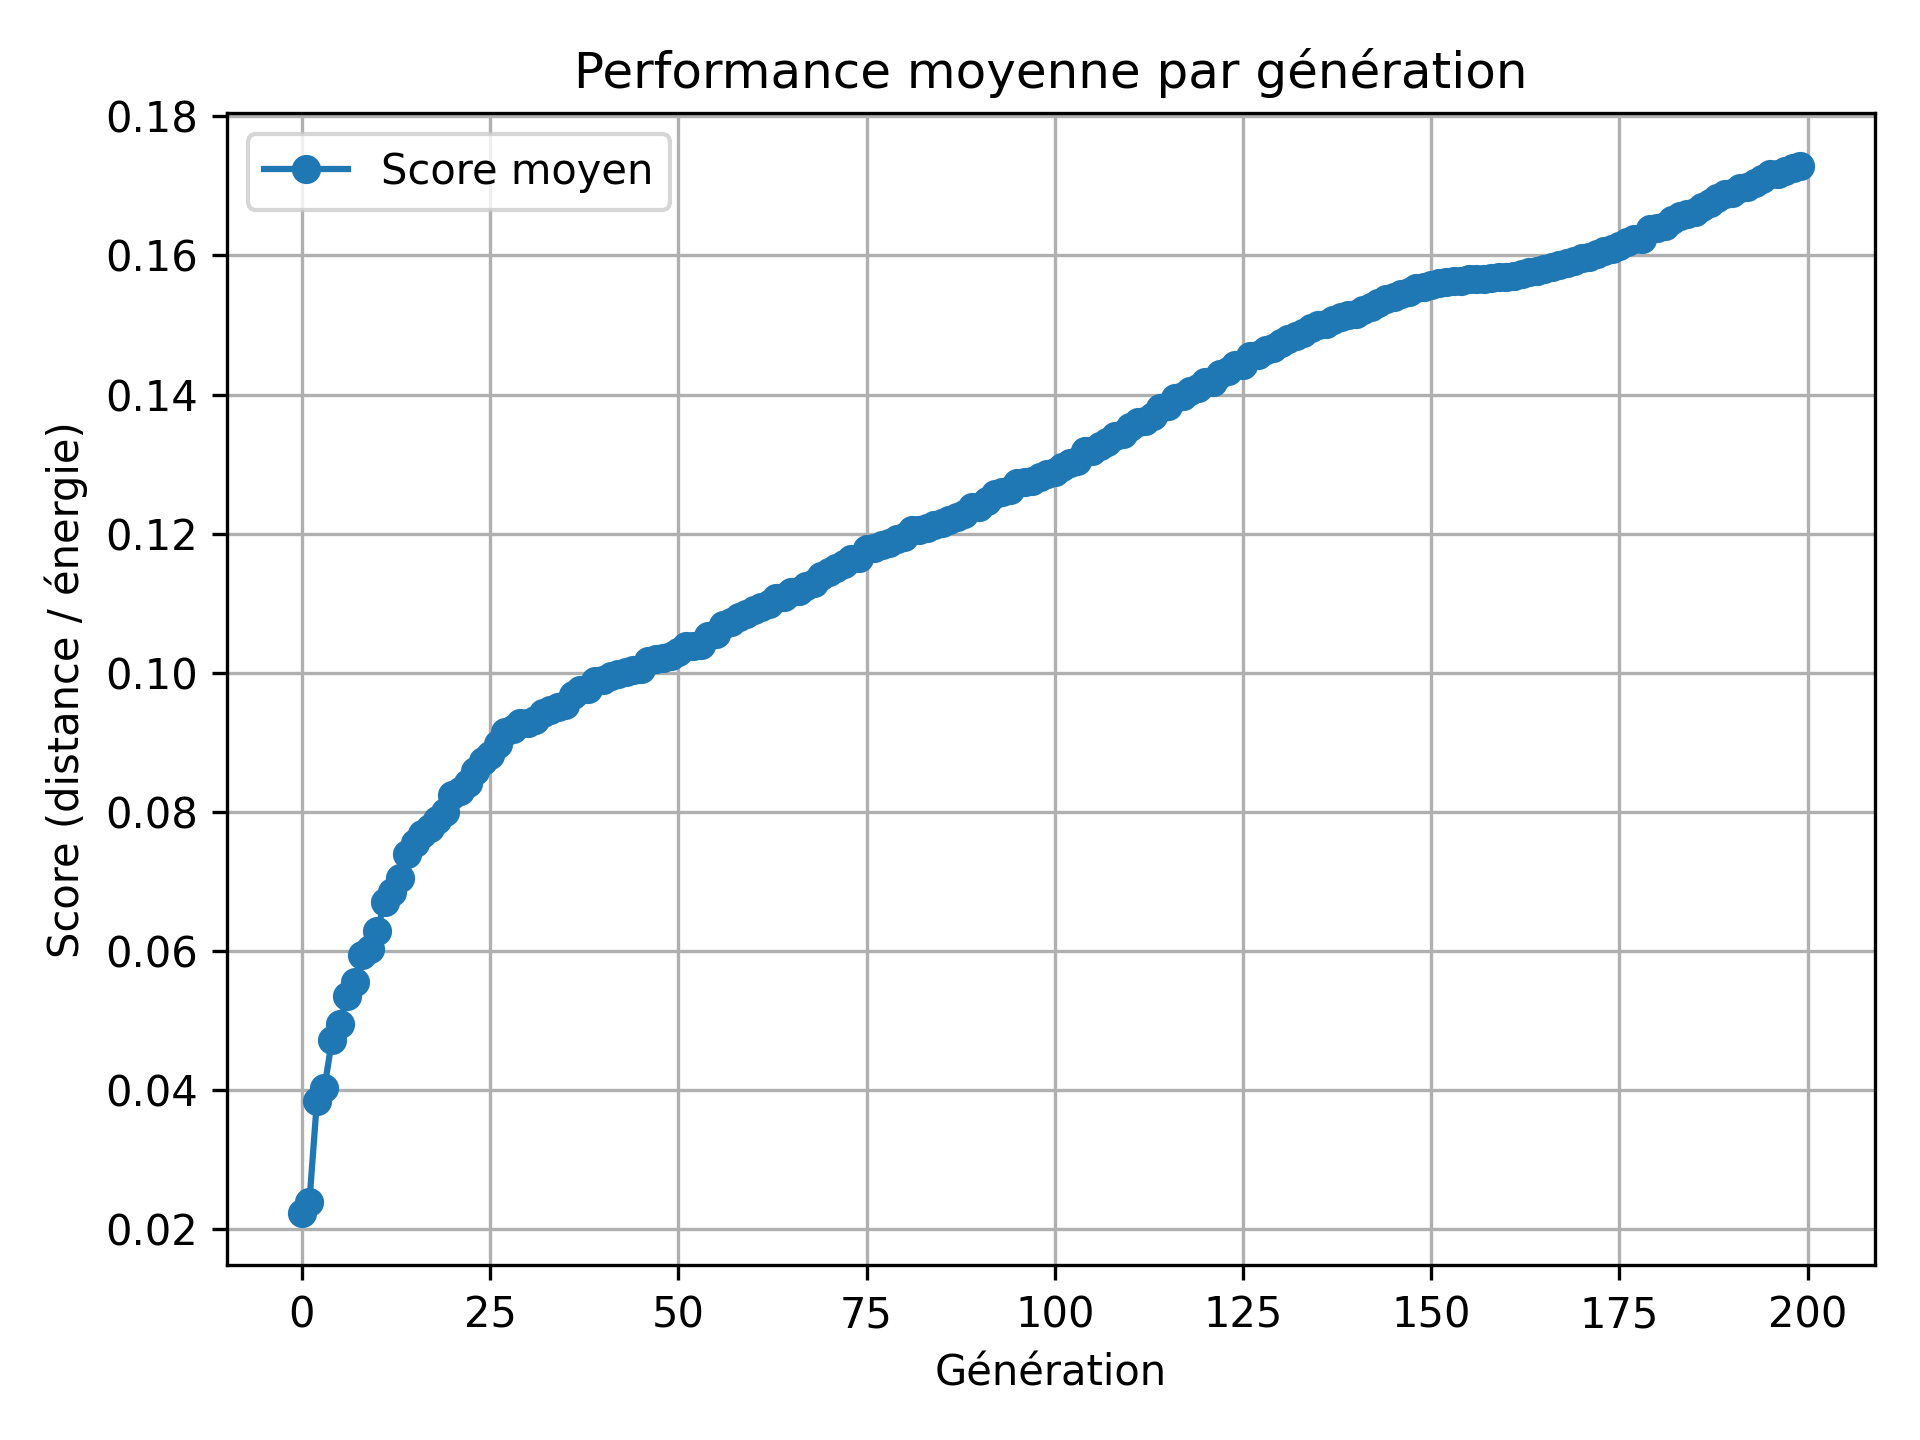 Performance moyenne par génération
Score moyen
Score (distance / énergie)
0.18
0.16
0.14
0.12
0.10
0.08
0.06
0.04
0.02
0 25 50 75 100 125 150 175 200
Génération